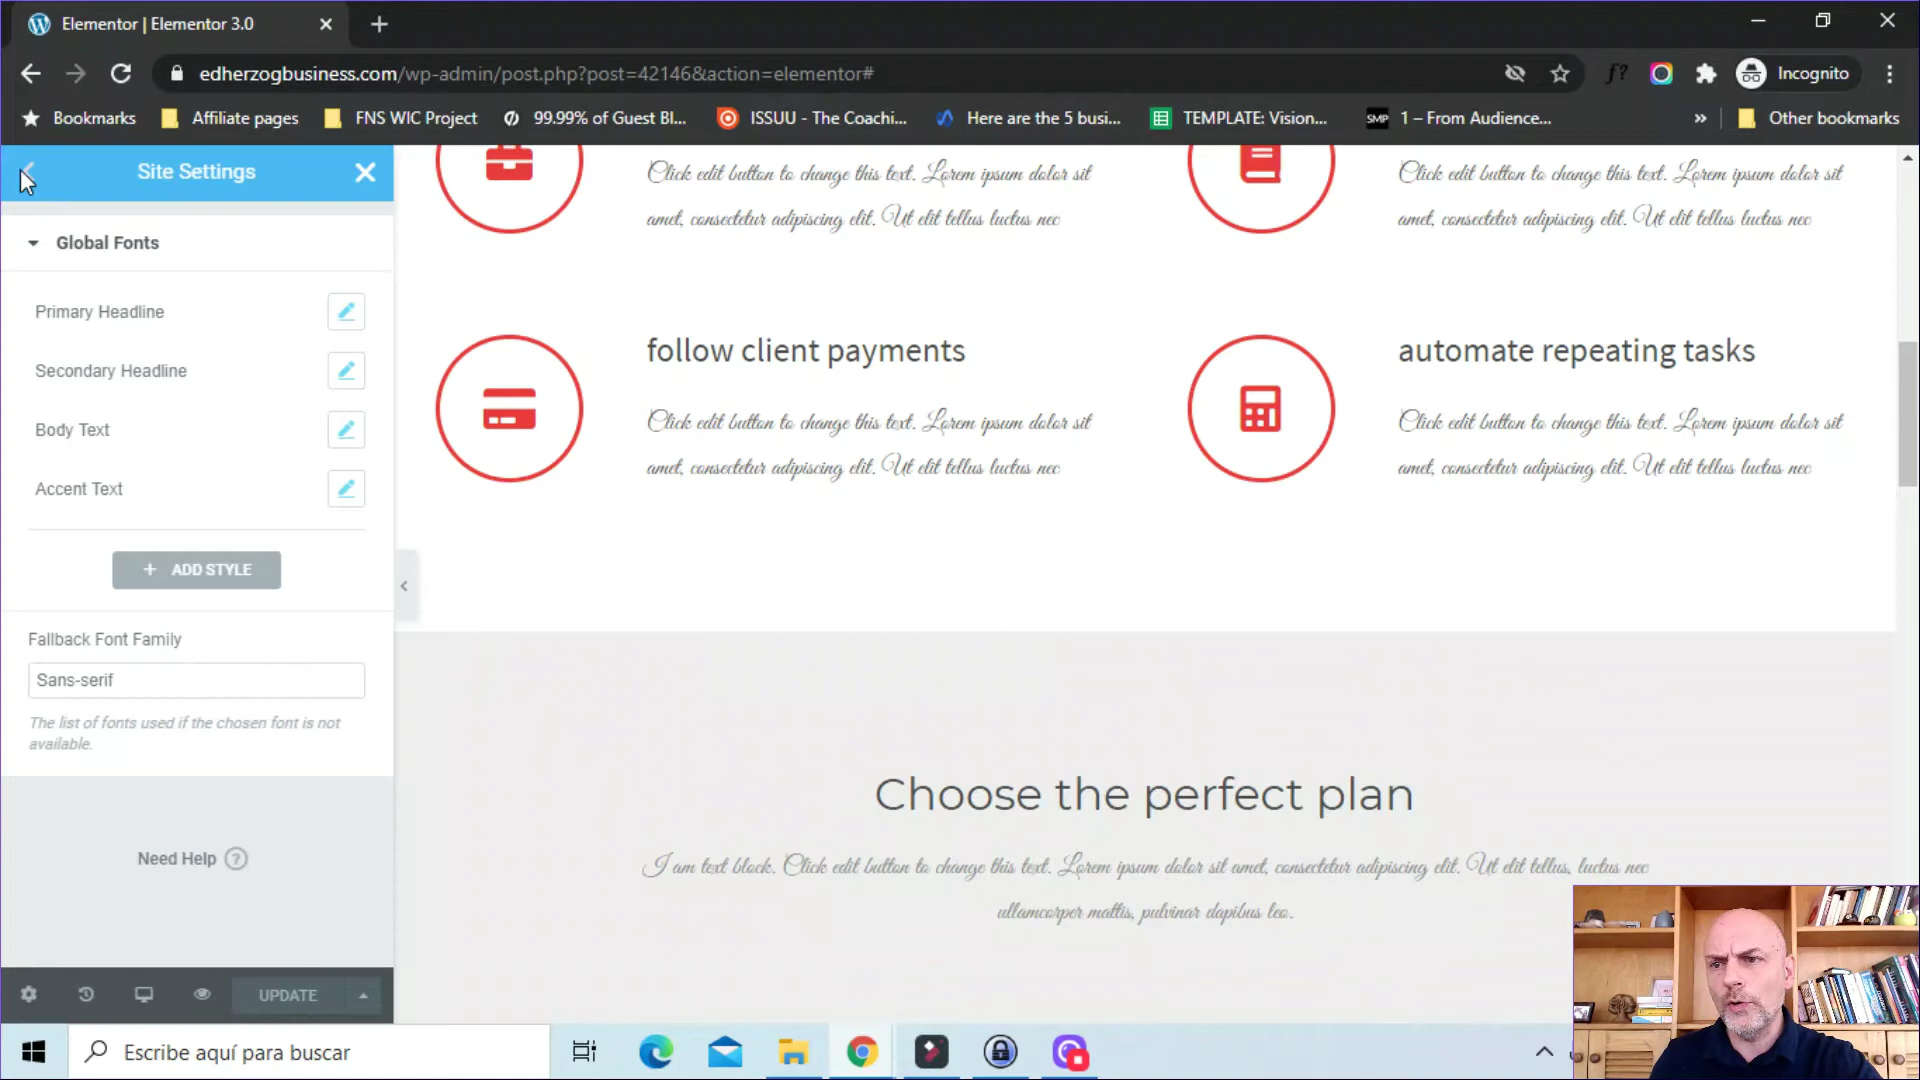 Elementor | Elementor 3.0
edherzogbusiness.com/wp-admin/post.php?post=42146&action=elementor#
Incognito
Bookmarks
Affiliate pages
FNS WIC Project
99.99% of Guest Bl...
ISSUU - The Coachi...
Here are the 5 busi...
TEMPLATE: Vision...
SMP
1 – From Audience...
Other bookmarks
Site Settings
Global Fonts
Primary Headline
Secondary Headline
Body Text
Accent Text
+ ADD STYLE
Fallback Font Family
Sans-serif
The list of fonts used if the chosen font is not
available.
Need Help ?
UPDATE
Click edit button to change this text. Lorem ipsum dolor sit
amet, consectetur adipiscing elit. Ut elit tellus luctus nec
Click edit button to change this text. Lorem ipsum dolor sit
amet, consectetur adipiscing elit. Ut elit tellus luctus nec
follow client payments
Click edit button to change this text. Lorem ipsum dolor sit
amet, consectetur adipiscing elit. Ut elit tellus luctus nec
automate repeating tasks
Click edit button to change this text. Lorem ipsum dolor sit
amet, consectetur adipiscing elit. Ut elit tellus luctus nec
Choose the perfect plan
I am text block. Click edit button to change this text. Lorem ipsum dolor sit amet, consectetur adipiscing elit. Ut elit tellus, luctus nec
ullamcorper mattis, pulvinar dapibus leo.
Escribe aquí para buscar